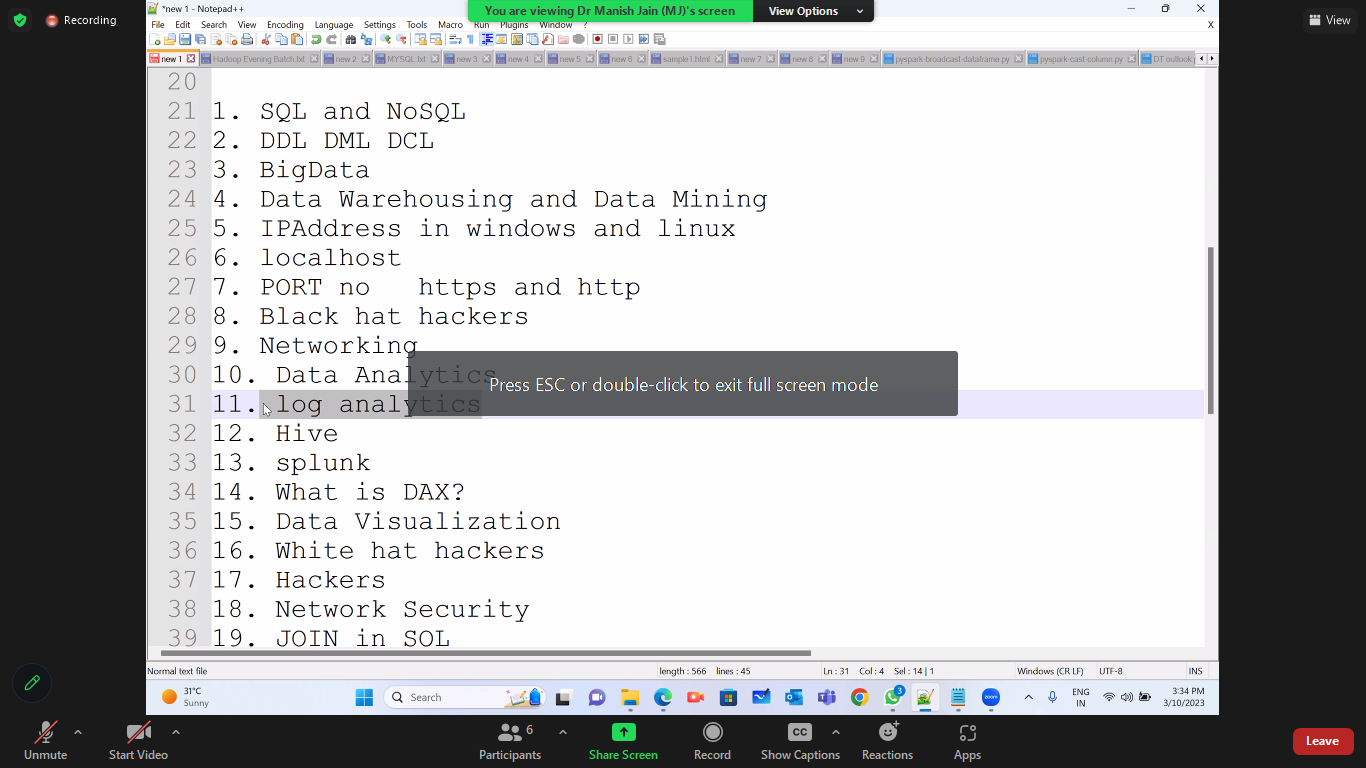 Recording
You are viewing Dr Manish Jain (MJ)'s screen
View Options
View
*new 1 - Notepad++
File Edit Search View Encoding Language Settings Tools Macro Run Plugins Window ?
X
new 1 Hadoop Evening Batch.txt new 2 MYSQL.txt new 3 new 4 new 5 new 6 sample1.html new 7 new 8 new 9 pyspark-broadcast-dataframe.py pyspark-cast-column.py DT outlook
20
21 1. SQL and NoSQL
22 2. DDL DML DCL
23 3. BigData
24 4. Data Warehousing and Data Mining
25 5. IPAddress in windows and linux
26 6. localhost
27 7. PORT no https and http
28 8. Black hat hackers
29 9. Networking
30 10. Data Analytics
Press ESC or double-click to exit full screen mode
31 11. log analytics
32 12. Hive
33 13. splunk
34 14. What is DAX?
35 15. Data Visualization
36 16. White hat hackers
37 17. Hackers
38 18. Network Security
39 19. JOIN in SQL
Normal text file length : 566 lines : 45 Ln : 31 Col : 4 Sel : 14 | 1 Windows (CR LF) UTF-8 INS
31°C
Sunny
Search
zoom
3
ENG
IN
3:34 PM
3/10/2023
Unmute
Start Video
6
Participants
Share Screen
Record
CC
Show Captions
Reactions
Apps
Leave